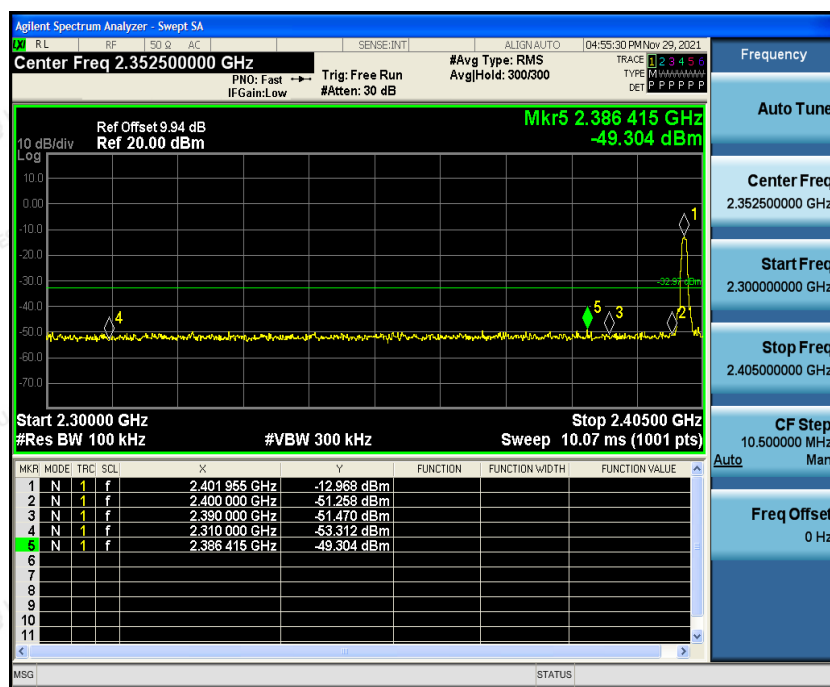 Agilent Spectrum Analyzer - Swept SA
LXI RL RF 50 Ω AC SENSE:INT ALIGN AUTO 04:55:30 PM Nov 29, 2021
Center Freq 2.352500000 GHz
PNO: Fast
IFGain:Low
Trig: Free Run
#Atten: 30 dB
#Avg Type: RMS
Avg|Hold: 300/300
TRACE 1 2 3 4 5 6
TYPE M WWWWW
DET P P P P P P
Ref Offset 9.94 dB
Ref 20.00 dBm
10 dB/div
Log
Mkr5 2.386 415 GHz
-49.304 dBm
10.0
0.00
-10.0
-20.0
-30.0
-40.0
-50.0
-60.0
-70.0
1
-32.97 dBm
4
5
3
2
Start 2.30000 GHz
Stop 2.40500 GHz
#Res BW 100 kHz
#VBW 300 kHz
Sweep 10.07 ms (1001 pts)
MKR MODE TRC SCL X Y FUNCTION FUNCTION WIDTH FUNCTION VALUE
1 N 1 f 2.401 955 GHz -12.968 dBm
2 N 1 f 2.400 000 GHz -51.258 dBm
3 N 1 f 2.390 000 GHz -51.470 dBm
4 N 1 f 2.310 000 GHz -53.312 dBm
5 N 1 f 2.386 415 GHz -49.304 dBm
6
7
8
9
10
11
MSG
STATUS
Frequency
Auto Tune
Center Freq
2.352500000 GHz
Start Freq
2.300000000 GHz
Stop Freq
2.405000000 GHz
CF Step
10.500000 MHz
Auto Man
Freq Offset
0 Hz